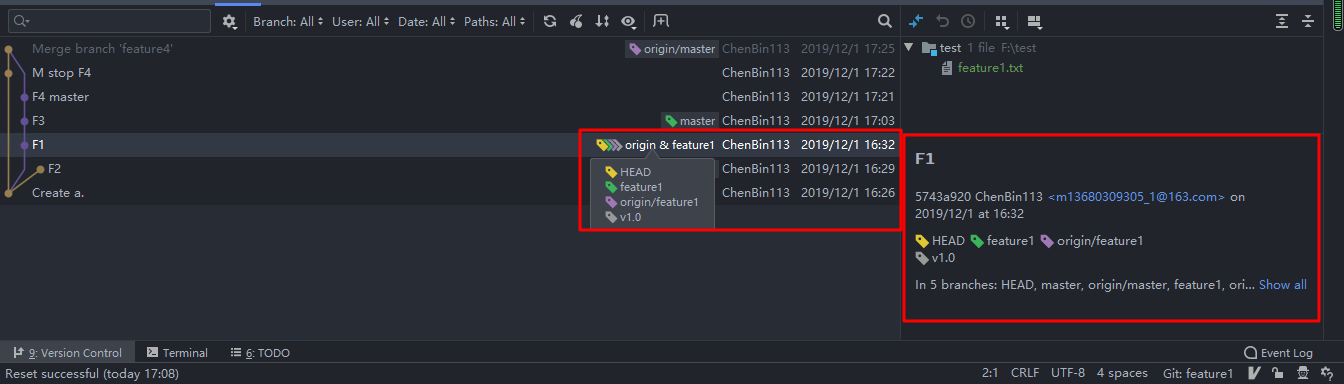 Branch: All User: All Date: All Paths: All
Merge branch 'feature4' origin/master ChenBin113 2019/12/1 17:25
M stop F4 ChenBin113 2019/12/1 17:22
F4 master ChenBin113 2019/12/1 17:21
F3 master ChenBin113 2019/12/1 17:03
F1 origin & feature1 ChenBin113 2019/12/1 16:32
F2 ChenBin113 2019/12/1 16:29
Create a. ChenBin113 2019/12/1 16:26
HEAD
feature1
origin/feature1
v1.0
test 1 file F:\test
feature1.txt
F1
5743a920 ChenBin113 <m13680309305_1@163.com> on
2019/12/1 at 16:32
HEAD feature1 origin/feature1
v1.0
In 5 branches: HEAD, master, origin/master, feature1, ori... Show all
9: Version Control Terminal 6: TODO Event Log
Reset successful (today 17:08) 2:1 CRLF UTF-8 4 spaces Git: feature1